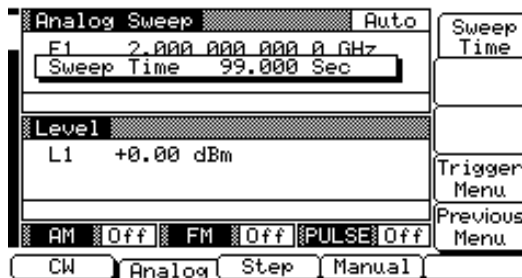 Analog Sweep Auto
F1 2.000 000 000 0 GHz
Sweep Time 99.000 Sec
Level
L1 +0.00 dBm
AM Off FM Off PULSE Off
CW Analog Step Manual
Sweep Time
Trigger Menu
Previous Menu